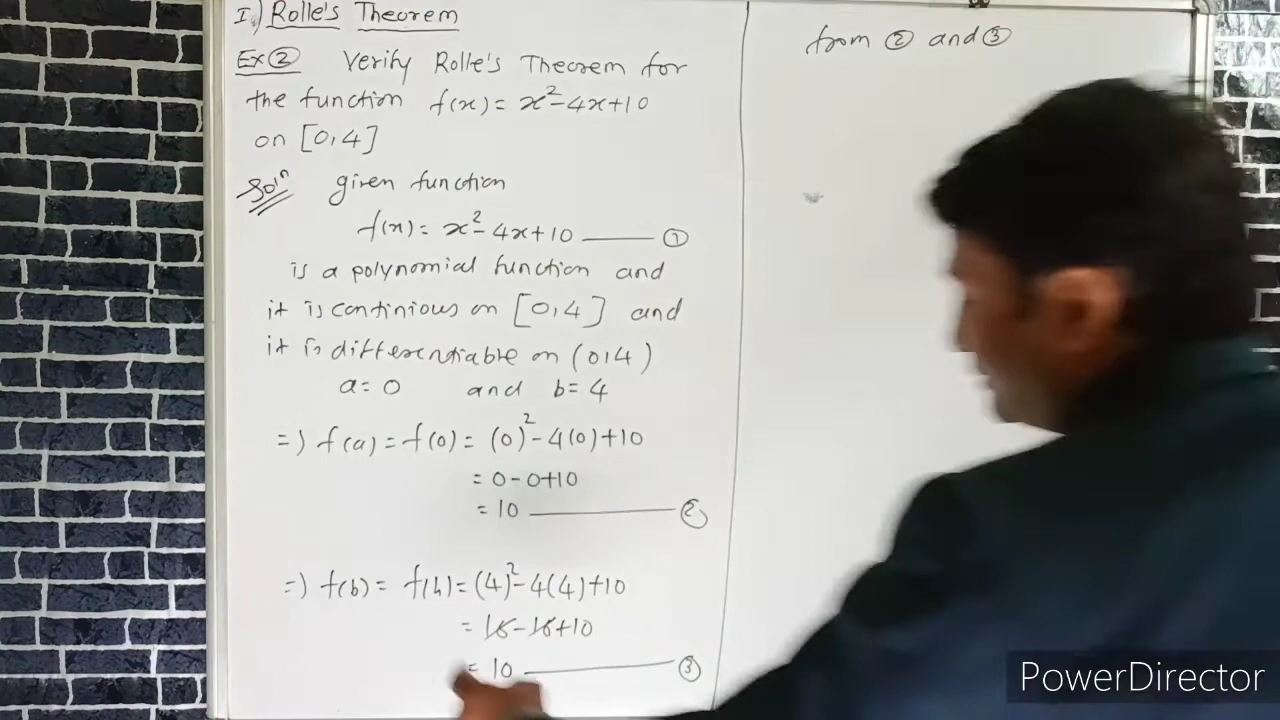 I.) Rolle's Theorem
Ex② Verify Rolle's Theorem for
the function f(x) = x²-4x+10
on [0,4]
Soln given function
f(x) = x²-4x+10 ——— ①
is a polynomial function and
it is continious on [0,4] and
it is differentiable on (0,4)
a=0 and b=4
=) f(a) = f(0) = (0)²-4(0)+10
= 0-0+10
= 10 ——— ②
=) f(b) = f(4) = (4)²-4(4)+10
= 16-16+10
= 10 ——— ③
from ② and ③
PowerDirector